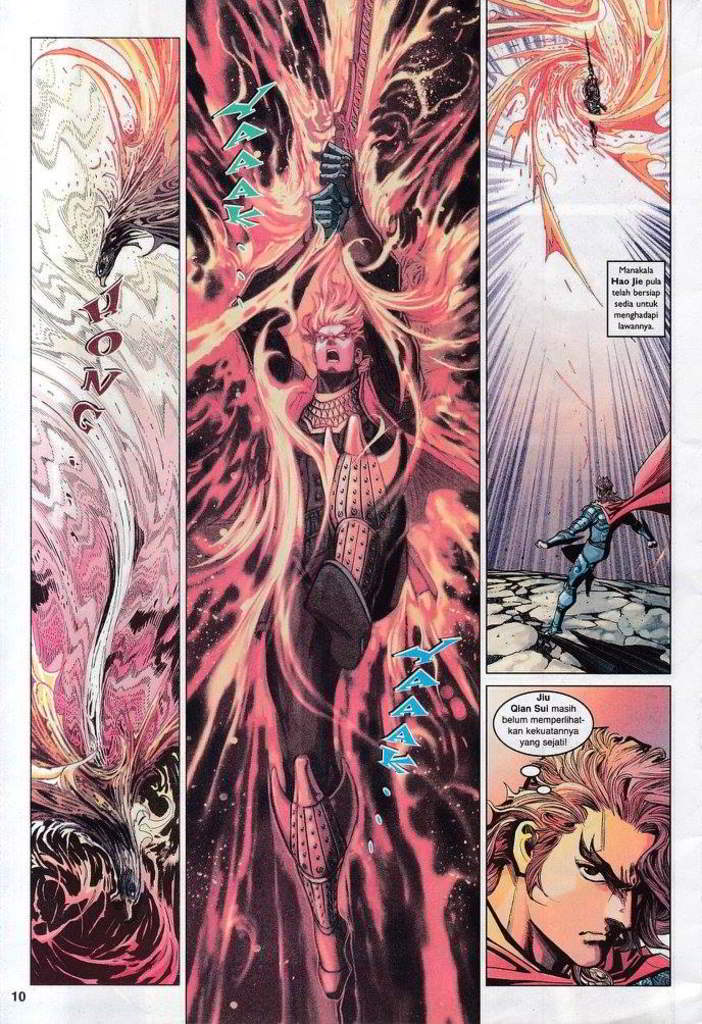 HONG
YAAAK..
YAAAK..
Manakala
Hao Jie pula
telah bersiap
sedia untuk
menghadapi
lawannya.
Jiu
Qian Sui masih
belum memperlihat-
kan kekuatannya
yang sejati!
10